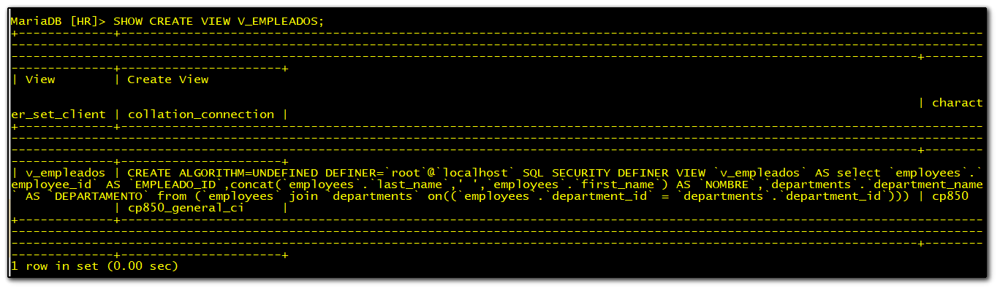 MariaDB [HR]> SHOW CREATE VIEW V_EMPLEADOS;
| View | Create View
| charact
er_set_client | collation_connection |
| v_empleados | CREATE ALGORITHM=UNDEFINED DEFINER=`root`@`localhost` SQL SECURITY DEFINER VIEW `v_empleados` AS select `employees`.`
employee_id` AS `EMPLEADO_ID`,concat(`employees`.`last_name`,' ',`employees`.`first_name`) AS `NOMBRE`,`departments`.`department_name
` AS `DEPARTAMENTO` from (`employees` join `departments` on((`employees`.`department_id` = `departments`.`department_id`))) | cp850
| cp850_general_ci |
1 row in set (0.00 sec)